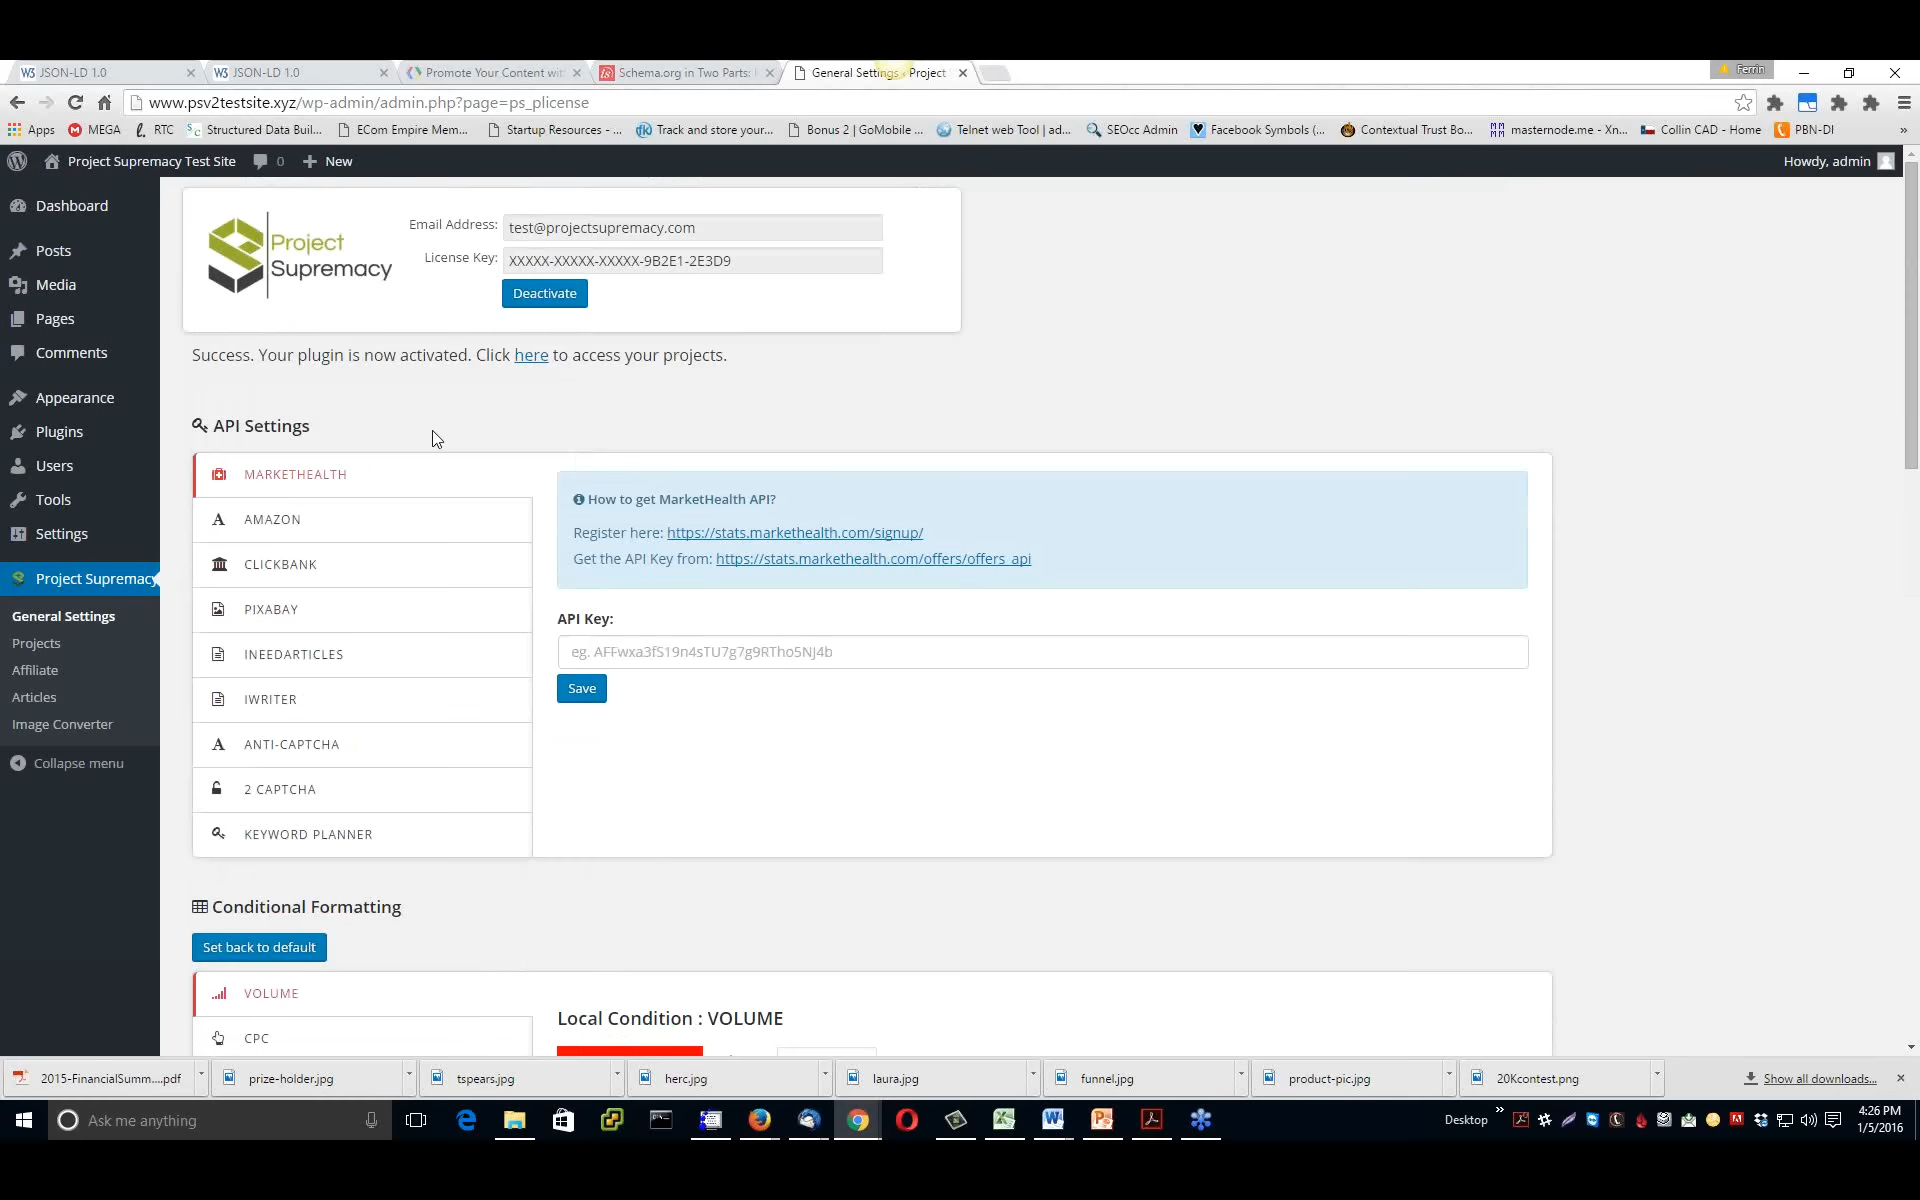 JSON-LD 1.0
JSON-LD 1.0
Promote Your Content wit
Schema.org in Two Parts:
General Settings ‹ Project
Ferrin
www.psv2testsite.xyz/wp-admin/admin.php?page=ps_plicense
Apps
MEGA
RTC
Structured Data Buil...
ECom Empire Mem...
Startup Resources - ...
Track and store your...
Bonus 2 | GoMobile ...
Telnet web Tool | ad...
SEOcc Admin
Facebook Symbols (...
Contextual Trust Bo...
masternode.me - Xn...
Collin CAD - Home
PBN-DI
»
Project Supremacy Test Site
0
New
Howdy, admin
Dashboard
Posts
Media
Pages
Comments
Appearance
Plugins
Users
Tools
Settings
Project Supremacy
General Settings
Projects
Affiliate
Articles
Image Converter
Collapse menu
Project
Supremacy
Email Address:
test@projectsupremacy.com
License Key:
XXXXX-XXXXX-XXXXX-9B2E1-2E3D9
Deactivate
Success. Your plugin is now activated. Click here to access your projects.
API Settings
MARKETHEALTH
AMAZON
CLICKBANK
PIXABAY
INEEDARTICLES
IWRITER
ANTI-CAPTCHA
2 CAPTCHA
KEYWORD PLANNER
How to get MarketHealth API?
Register here: https://stats.markethealth.com/signup/
Get the API Key from: https://stats.markethealth.com/offers/offers_api
API Key:
eg. AFFwxa3fS19n4sTU7g7g9RTho5NJ4b
Save
Conditional Formatting
Set back to default
VOLUME
CPC
Local Condition : VOLUME
2015-FinancialSumm....pdf
prize-holder.jpg
tspears.jpg
herc.jpg
laura.jpg
funnel.jpg
product-pic.jpg
20Kcontest.png
Show all downloads...
Ask me anything
Desktop
»
4:26 PM
1/5/2016